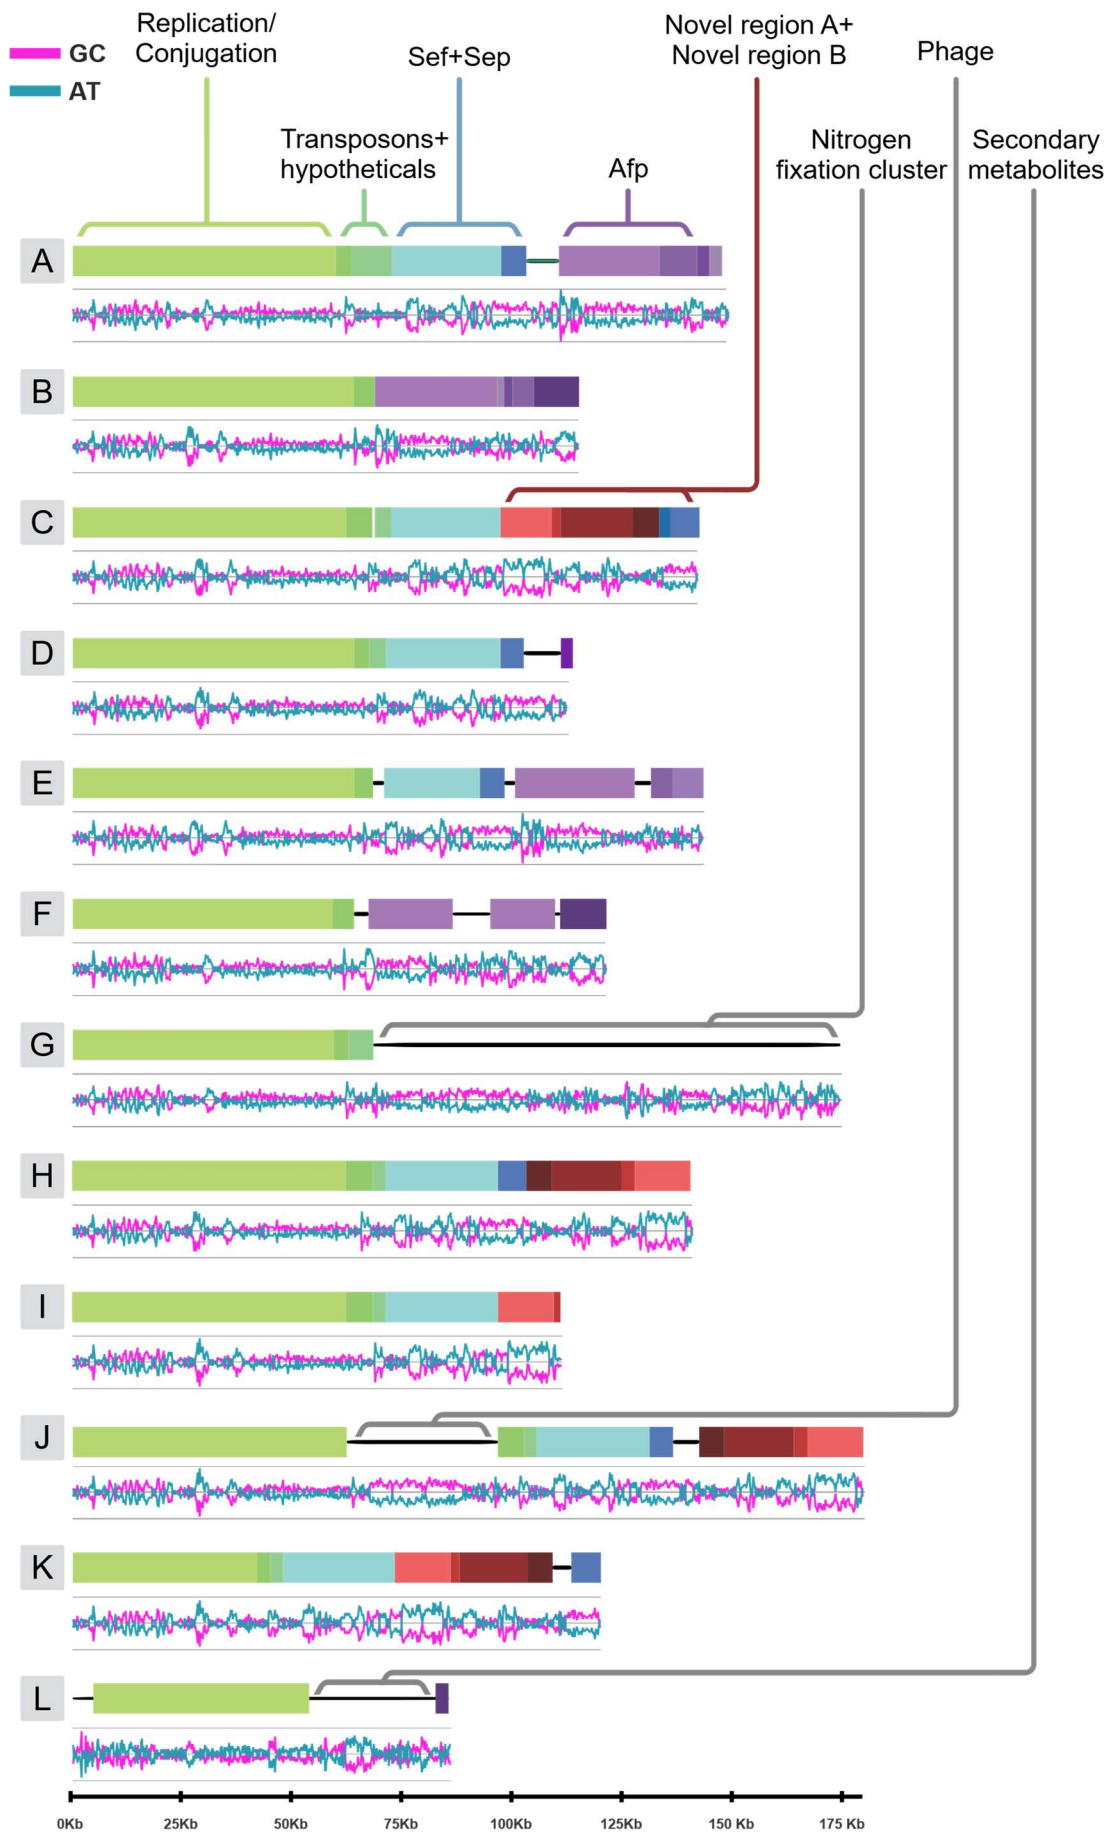 Replication/
Conjugation
GC
AT
Sef+Sep
Novel region A+
Novel region B
Phage
Transposons+
hypotheticals
Afp
Nitrogen
fixation cluster
Secondary
metabolites
A
B
C
D
E
F
G
H
I
J
K
L
0Kb 25Kb 50Kb 75Kb 100Kb 125Kb 150 Kb 175 Kb